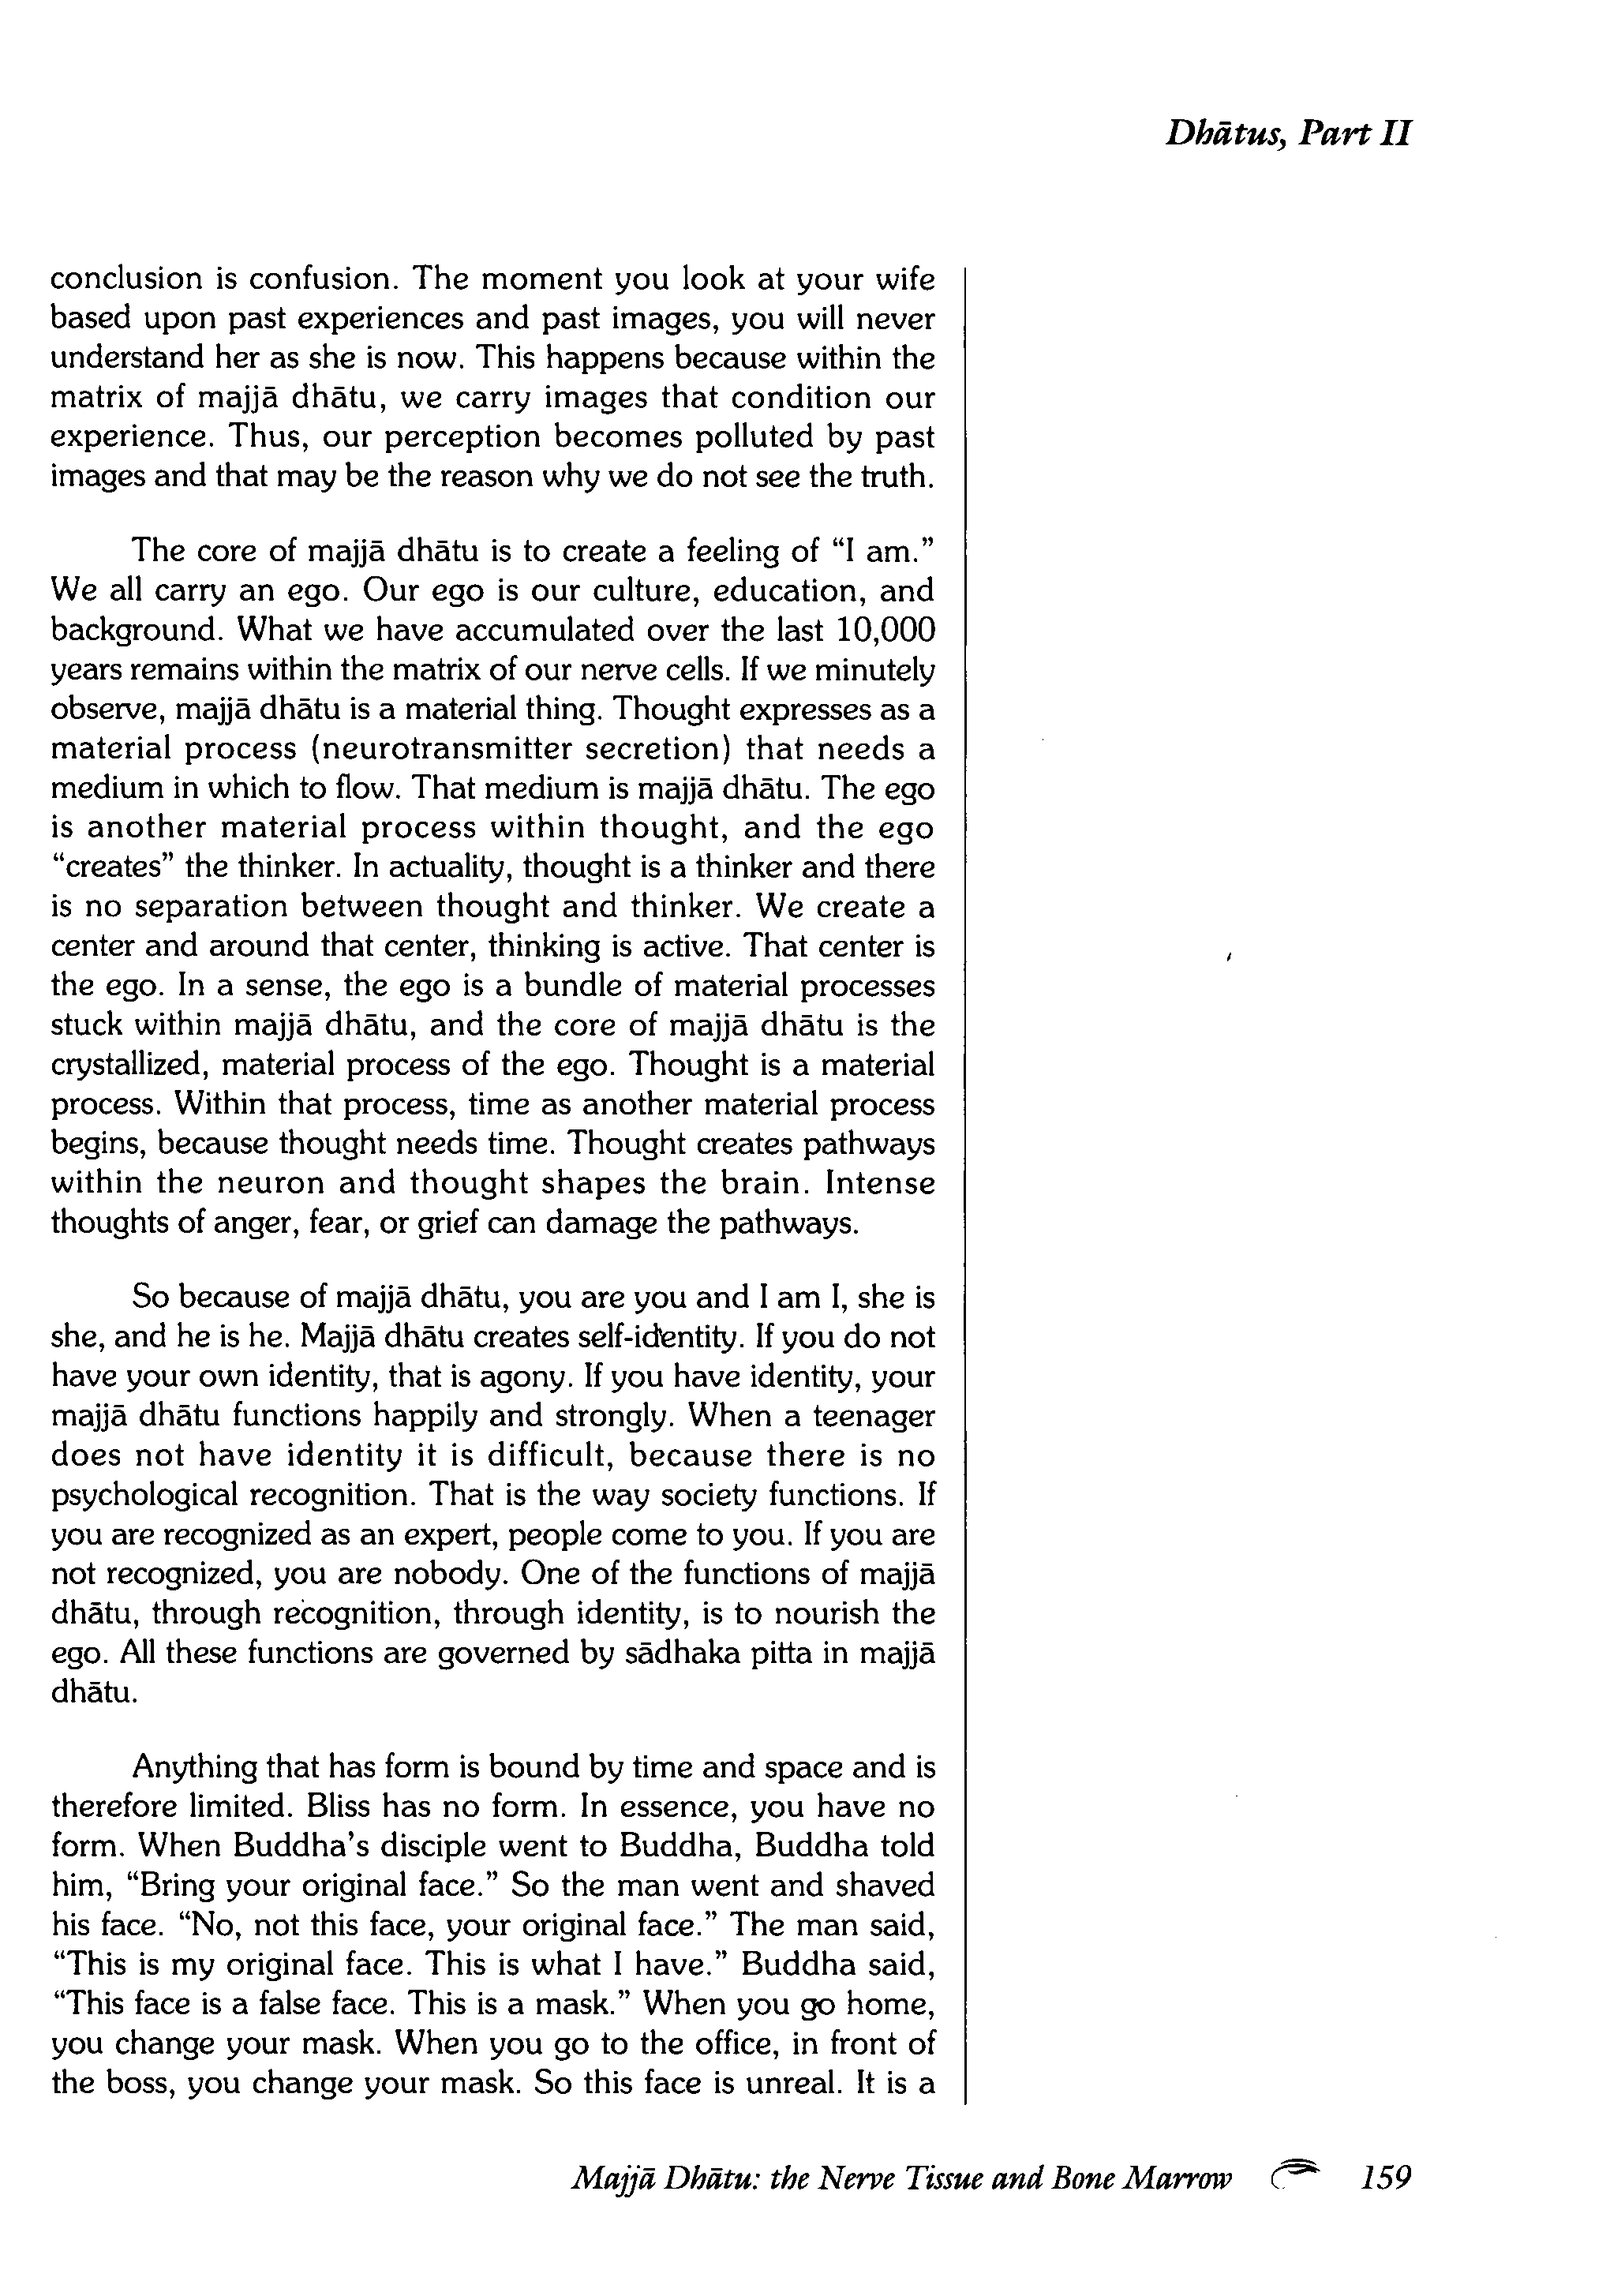 Dhātus, Part II
conclusion is confusion. The moment you look at your wife
based upon past experiences and past images, you will never
understand her as she is now. This happens because within the
matrix of majjā dhātu, we carry images that condition our
experience. Thus, our perception becomes polluted by past
images and that may be the reason why we do not see the truth.
The core of majjā dhātu is to create a feeling of “I am.”
We all carry an ego. Our ego is our culture, education, and
background. What we have accumulated over the last 10,000
years remains within the matrix of our nerve cells. If we minutely
observe, majjā dhātu is a material thing. Thought expresses as a
material process (neurotransmitter secretion) that needs a
medium in which to flow. That medium is majjā dhātu. The ego
is another material process within thought, and the ego
“creates” the thinker. In actuality, thought is a thinker and there
is no separation between thought and thinker. We create a
center and around that center, thinking is active. That center is
the ego. In a sense, the ego is a bundle of material processes
stuck within majjā dhātu, and the core of majjā dhātu is the
crystallized, material process of the ego. Thought is a material
process. Within that process, time as another material process
begins, because thought needs time. Thought creates pathways
within the neuron and thought shapes the brain. Intense
thoughts of anger, fear, or grief can damage the pathways.
So because of majjā dhātu, you are you and I am I, she is
she, and he is he. Majjā dhātu creates self-identity. If you do not
have your own identity, that is agony. If you have identity, your
majjā dhātu functions happily and strongly. When a teenager
does not have identity it is difficult, because there is no
psychological recognition. That is the way society functions. If
you are recognized as an expert, people come to you. If you are
not recognized, you are nobody. One of the functions of majjā
dhātu, through recognition, through identity, is to nourish the
ego. All these functions are governed by sādhaka pitta in majjā
dhātu.
Anything that has form is bound by time and space and is
therefore limited. Bliss has no form. In essence, you have no
form. When Buddha’s disciple went to Buddha, Buddha told
him, “Bring your original face.” So the man went and shaved
his face. “No, not this face, your original face.” The man said,
“This is my original face. This is what I have.” Buddha said,
“This face is a false face. This is a mask.” When you go home,
you change your mask. When you go to the office, in front of
the boss, you change your mask. So this face is unreal. It is a
Majjā Dhātu: the Nerve Tissue and Bone Marrow 159